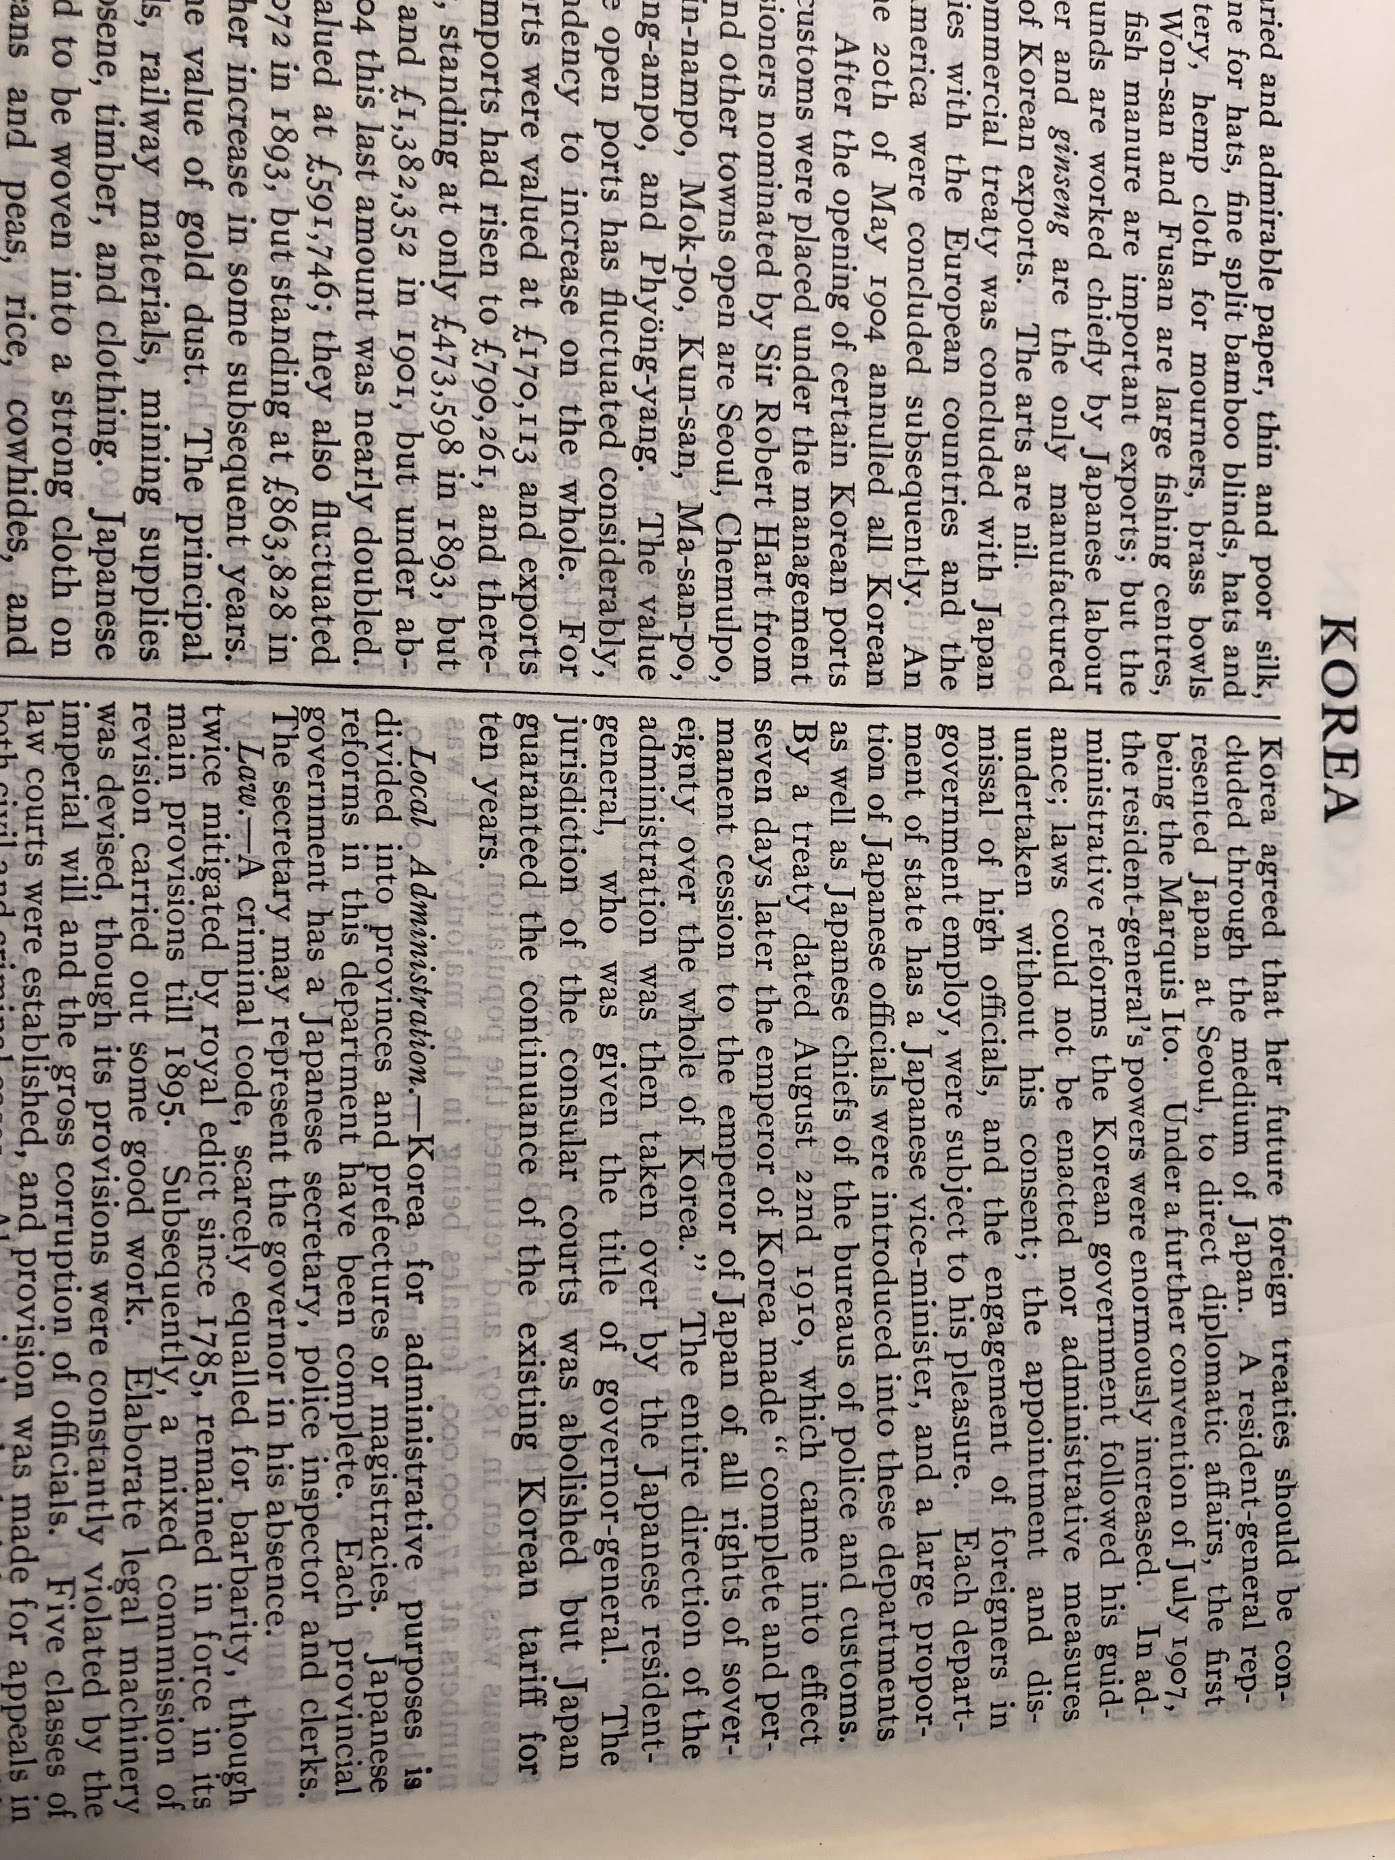 KOREA
aried and admirable paper, thin and poor silk,
ne for hats, fine split bamboo blinds, hats and
tery, hemp cloth for mourners, brass bowls
Won-san and Fusan are large fishing centres,
fish manure are important exports; but the
unds are worked chiefly by Japanese labour
er and ginseng are the only manufactured
of Korean exports. The arts are nil.
ommercial treaty was concluded with Japan
ies with the European countries and the
merica were concluded subsequently. An
he 20th of May 1904 annulled all Korean
After the opening of certain Korean ports
customs were placed under the management
sioners nominated by Sir Robert Hart from
nd other towns open are Seoul, Chemulpo,
in-nampo, Mok-po, Kun-san, Ma-san-po,
ng-ampo, and Phyöng-yang. The value
e open ports has fluctuated considerably,
ndency to increase on the whole. For
rts were valued at £170,113 and exports
mports had risen to £790,261, and there-
, standing at only £473,598 in 1893, but
and £1,382,352 in 1901, but under ab-
04 this last amount was nearly doubled.
alued at £591,746; they also fluctuated
072 in 1893, but standing at £863,828 in
her increase in some subsequent years.
he value of gold dust. The principal
ls, railway materials, mining supplies
osene, timber, and clothing. Japanese
d to be woven into a strong cloth on
ans and peas, rice, cowhides, and
Korea agreed that her future foreign treaties should be con-
cluded through the medium of Japan. A resident-general rep-
resented Japan at Seoul, to direct diplomatic affairs, the first
being the Marquis Ito. Under a further convention of July 1907,
the resident-general's powers were enormously increased. In ad-
ministrative reforms the Korean government followed his guid-
ance; laws could not be enacted nor administrative measures
undertaken without his consent; the appointment and dis-
missal of high officials, and the engagement of foreigners in
government employ, were subject to his pleasure. Each depart-
ment of state has a Japanese vice-minister, and a large propor-
tion of Japanese officials were introduced into these departments
as well as Japanese chiefs of the bureaus of police and customs.
By a treaty dated August 22nd 1910, which came into effect
seven days later the emperor of Korea made "complete and per-
manent cession to the emperor of Japan of all rights of sover-
eignty over the whole of Korea." The entire direction of the
administration was then taken over by the Japanese resident-
general, who was given the title of governor-general. The
jurisdiction of the consular courts was abolished but Japan
guaranteed the continuance of the existing Korean tariff for
ten years.
Local Administration.—Korea for administrative purposes is
divided into provinces and prefectures or magistracies. Japanese
reforms in this department have been complete. Each provincial
government has a Japanese secretary, police inspector and clerks.
The secretary may represent the governor in his absence.
Law.—A criminal code, scarcely equalled for barbarity, though
twice mitigated by royal edict since 1785, remained in force in its
main provisions till 1895. Subsequently, a mixed commission of
revision carried out some good work. Elaborate legal machinery
was devised, though its provisions were constantly violated by the
imperial will and the gross corruption of officials. Five classes of
law courts were established, and provision was made for appeals in
both civil and criminal